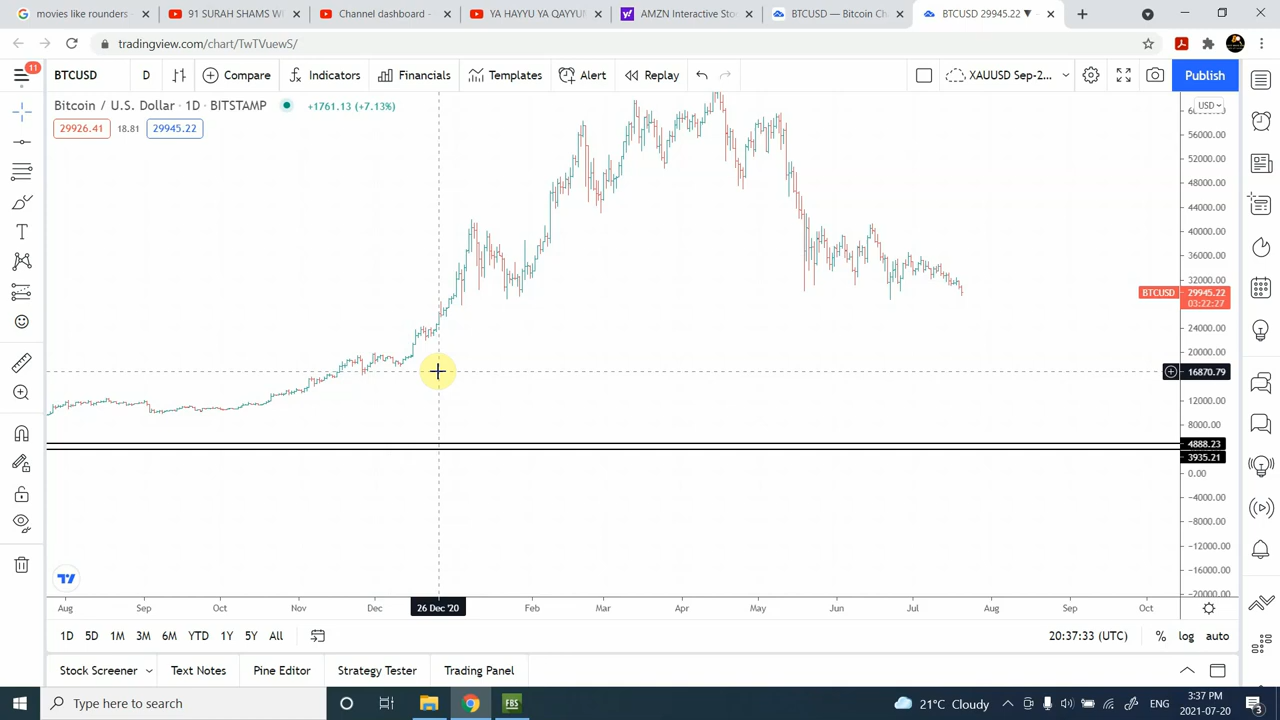 movies like rounders -
91 SURAH SHAMS W
Channel dashboard -
YA HAYYU YA QAYYU
AMZN Interactive Stoc
BTCUSD — Bitcoin Cha
BTCUSD 29945.22 ▼
tradingview.com/chart/TwTVuewS/
11
BTCUSD
D
Compare
Indicators
Financials
Templates
Alert
Replay
XAUUSD Sep-2...
Publish
Bitcoin / U.S. Dollar · 1D · BITSTAMP
+1761.13 (+7.13%)
USD
29926.41
18.81
29945.22
56000.00
52000.00
48000.00
44000.00
40000.00
36000.00
32000.00
BTCUSD
29945.22
03:22:27
24000.00
20000.00
16870.79
12000.00
8000.00
4888.23
3935.21
0.00
-4000.00
-8000.00
-12000.00
-16000.00
-20000.00
Aug
Sep
Oct
Nov
Dec
26 Dec '20
Feb
Mar
Apr
May
Jun
Jul
Aug
Sep
Oct
1D
5D
1M
3M
6M
YTD
1Y
5Y
All
20:37:33 (UTC)
%
log
auto
Stock Screener
Text Notes
Pine Editor
Strategy Tester
Trading Panel
Type here to search
FBS
21°C Cloudy
ENG
3:37 PM
2021-07-20
3